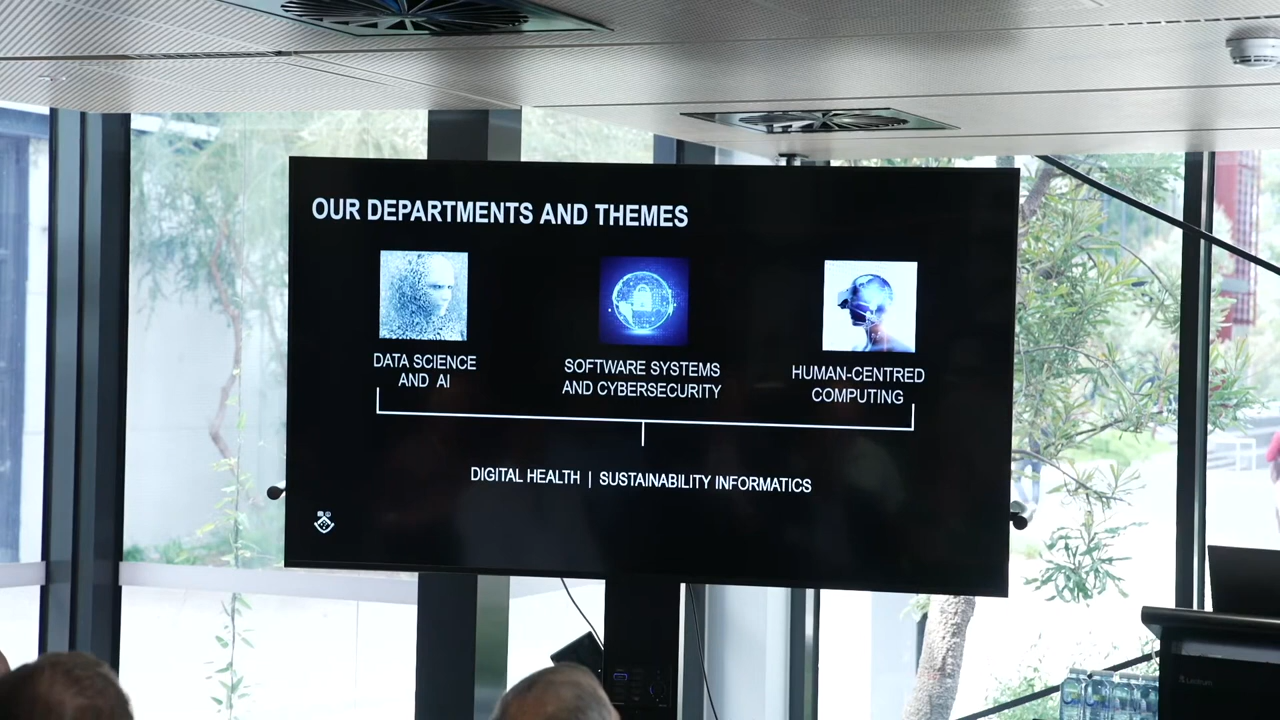 OUR DEPARTMENTS AND THEMES
DATA SCIENCE
AND AI
SOFTWARE SYSTEMS
AND CYBERSECURITY
HUMAN-CENTRED
COMPUTING
DIGITAL HEALTH | SUSTAINABILITY INFORMATICS